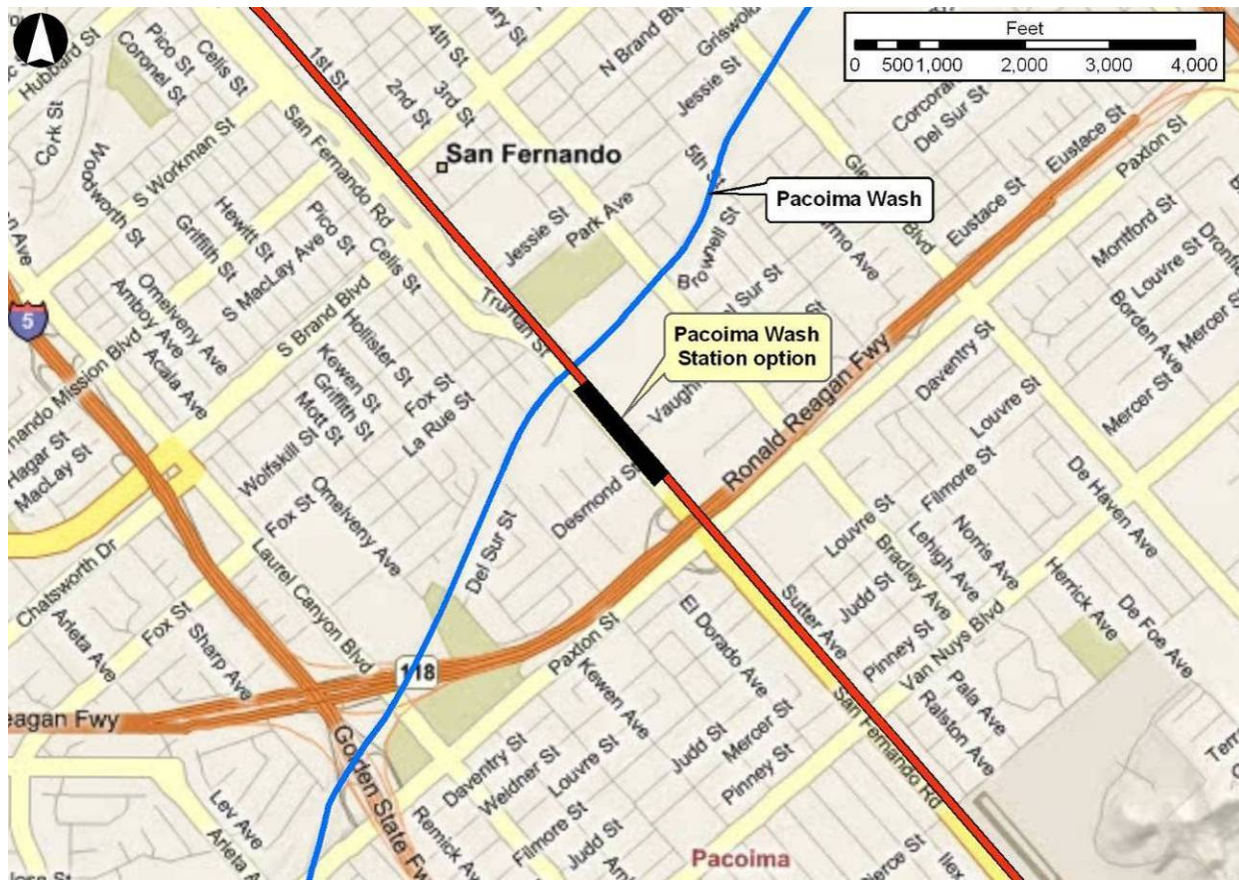 Feet
0 500 1,000 2,000 3,000 4,000
Hubbard St
Pico St
Coronel St
Celis St
1st St
2nd St
3rd St
4th St
N Brand Blv
Griswold
Jessie St
Corcoran
Del Sur St
Eustace St
Paxton St
Cork St
Woodworth St
S Workman St
San Fernando Rd
San Fernando
5th St
Pacoima Wash
Eustace St
Montford St
Louvre St
Dronfie
Borden Ave
Mercer St
Hewitt St
Griffith St
Pico St
S MacLay Ave
Celis St
Jessie St
Park Ave
Brownell St
Truman St
5
Omelveny Ave
Amboy Ave
Acala Ave
S Brand Blvd
Hollister St
Kewen St
Griffith St
Mott St
Fox St
La Rue St
Pacoima Wash
Station option
Ronald Reagan Fwy
Daventry St
Louvre St
Mercer St
De Haven Ave
Hagar St
MacLay St
Wolfskill St
Fox St
Omelveny Ave
Desmond St
Del Sur St
Filmore St
Norris Ave
Lehigh Ave
Louvre St
Bradley Ave
Judd St
Sutter Ave
Pinney St
Van Nuys Blvd
Herrick Ave
De Foe Ave
Chatsworth Dr
Arleta Ave
Fox St
Sharp Ave
Laurel Canyon Blvd
118
Paxton St
Kewen Ave
El Dorado Ave
Mercer St
Judd St
Pinney St
San Fernando Rd
Pala Ave
Ralston Ave
eagan Fwy
Golden State Fw
Lev Ave
Arleta
Daventry St
Weidner St
Louvre St
Filmore St
Judd St
Remick Av
Pacoima
Pierce St
Ilex